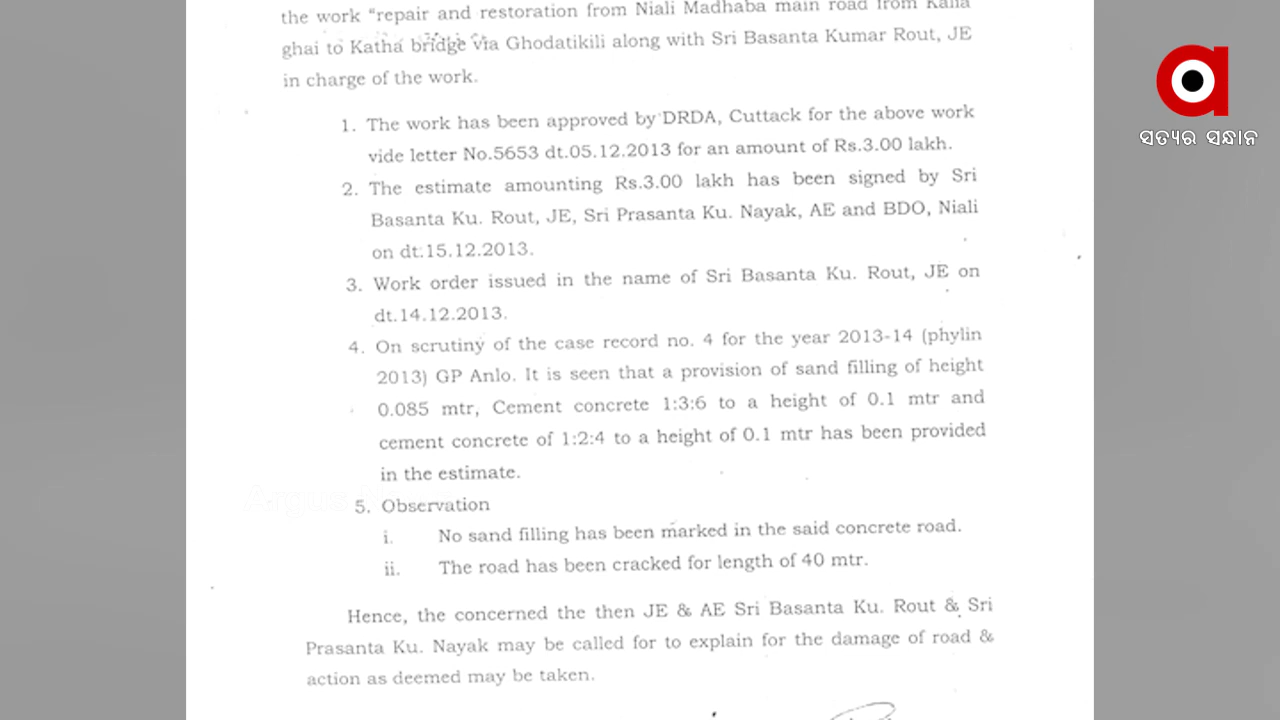 the work “repair and restoration from Niali Madhaba main road from Kalia
ghai to Katha bridge via Ghodatikili along with Sri Basanta Kumar Rout, JE
in charge of the work.
1. The work has been approved by DRDA, Cuttack for the above work
vide letter No.5653 dt.05.12.2013 for an amount of Rs.3.00 lakh.
2. The estimate amounting Rs.3.00 lakh has been signed by Sri
Basanta Ku. Rout, JE, Sri Prasanta Ku. Nayak, AE and BDO, Niali
on dt.15.12.2013.
3. Work order issued in the name of Sri Basanta Ku. Rout, JE on
dt.14.12.2013.
4. On scrutiny of the case record no. 4 for the year 2013-14 (phylin
2013) GP Anlo. It is seen that a provision of sand filling of height
0.085 mtr, Cement concrete 1:3:6 to a height of 0.1 mtr and
cement concrete of 1:2:4 to a height of 0.1 mtr has been provided
in the estimate.
5. Observation
i. No sand filling has been marked in the said concrete road.
ii. The road has been cracked for length of 40 mtr.
Hence, the concerned the then JE & AE Sri Basanta Ku. Rout & Sri
Prasanta Ku. Nayak may be called for to explain for the damage of road &
action as deemed may be taken.
ସତ୍ୟର ସନ୍ଧାନ
Argus